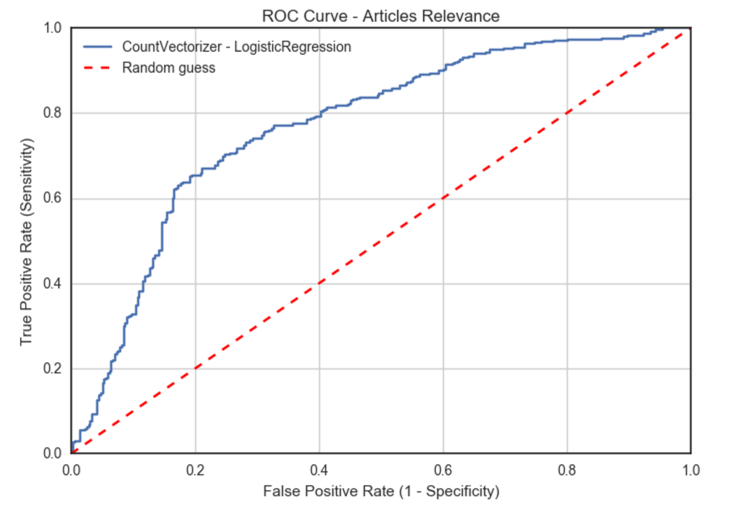 ROC Curve - Articles Relevance
1.0
CountVectorizer - LogisticRegression
Random guess
0.8
0.6
0.4
0.2
0.0
True Positive Rate (Sensitivity)
0.0 0.2 0.4 0.6 0.8 1.0
False Positive Rate (1 - Specificity)